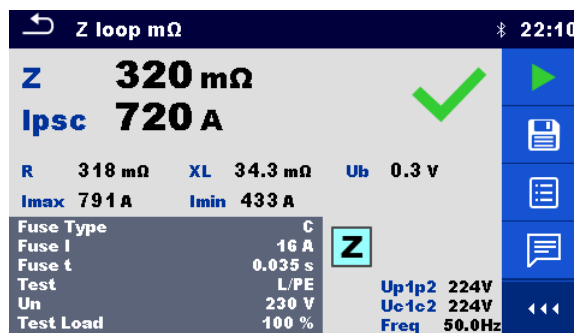 Z loop mΩ 22:10
Z 320 mΩ
Ipsc 720 A
R 318 mΩ XL 34.3 mΩ Ub 0.3 V
Imax 791 A Imin 433 A
Fuse Type C
Fuse I 16 A
Fuse t 0.035 s
Test L/PE
Un 230 V
Test Load 100 %
Z
Up1p2 224V
Uc1c2 224V
Freq 50.0Hz